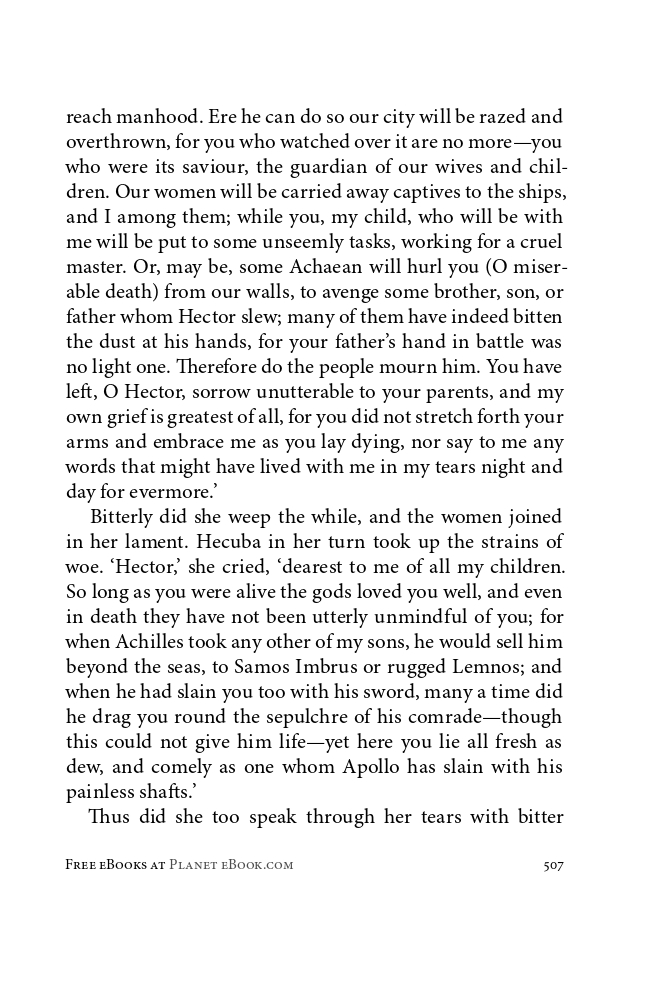 reach manhood. Ere he can do so our city will be razed and
overthrown, for you who watched over it are no more—you
who were its saviour, the guardian of our wives and chil-
dren. Our women will be carried away captives to the ships,
and I among them; while you, my child, who will be with
me will be put to some unseemly tasks, working for a cruel
master. Or, may be, some Achaean will hurl you (O miser-
able death) from our walls, to avenge some brother, son, or
father whom Hector slew; many of them have indeed bitten
the dust at his hands, for your father’s hand in battle was
no light one. Therefore do the people mourn him. You have
left, O Hector, sorrow unutterable to your parents, and my
own grief is greatest of all, for you did not stretch forth your
arms and embrace me as you lay dying, nor say to me any
words that might have lived with me in my tears night and
day for evermore.’
Bitterly did she weep the while, and the women joined
in her lament. Hecuba in her turn took up the strains of
woe. ‘Hector,’ she cried, ‘dearest to me of all my children.
So long as you were alive the gods loved you well, and even
in death they have not been utterly unmindful of you; for
when Achilles took any other of my sons, he would sell him
beyond the seas, to Samos Imbrus or rugged Lemnos; and
when he had slain you too with his sword, many a time did
he drag you round the sepulchre of his comrade—though
this could not give him life—yet here you lie all fresh as
dew, and comely as one whom Apollo has slain with his
painless shafts.’
Thus did she too speak through her tears with bitter
Free eBooks at Planet eBook.com 507